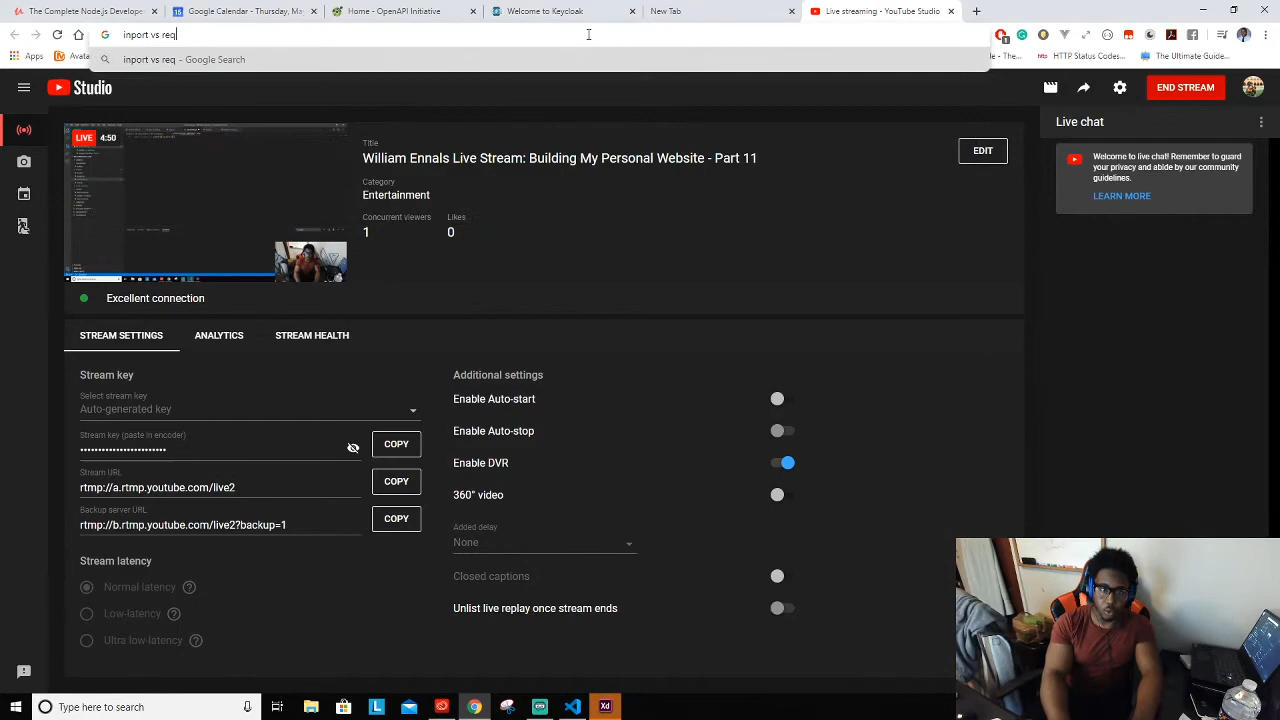 The Complete Node.js Develope
Google Calendar - Thursday, Ma
Home - OpenAPI Initiative
Welcome to Keycloak
New Tab
Live streaming - YouTube Studio
inport vs req
Apps
Avata
de - The...
HTTP Status Codes...
The Ultimate Guide...
inport vs req - Google Search
Studio
END STREAM
LIVE 4:50
Title
William Ennals Live Stream: Building My Personal Website - Part 11
EDIT
Category
Entertainment
Concurrent viewers
Likes
1
0
Excellent connection
Live chat
Welcome to live chat! Remember to guard
your privacy and abide by our community
guidelines.
LEARN MORE
STREAM SETTINGS
ANALYTICS
STREAM HEALTH
Stream key
Select stream key
Auto-generated key
Stream key (paste in encoder)
COPY
Stream URL
rtmp://a.rtmp.youtube.com/live2
COPY
Backup server URL
rtmp://b.rtmp.youtube.com/live2?backup=1
COPY
Stream latency
Normal latency
Low-latency
Ultra low-latency
Additional settings
Enable Auto-start
Enable Auto-stop
Enable DVR
360° video
Added delay
None
Closed captions
Unlist live replay once stream ends
Type here to search